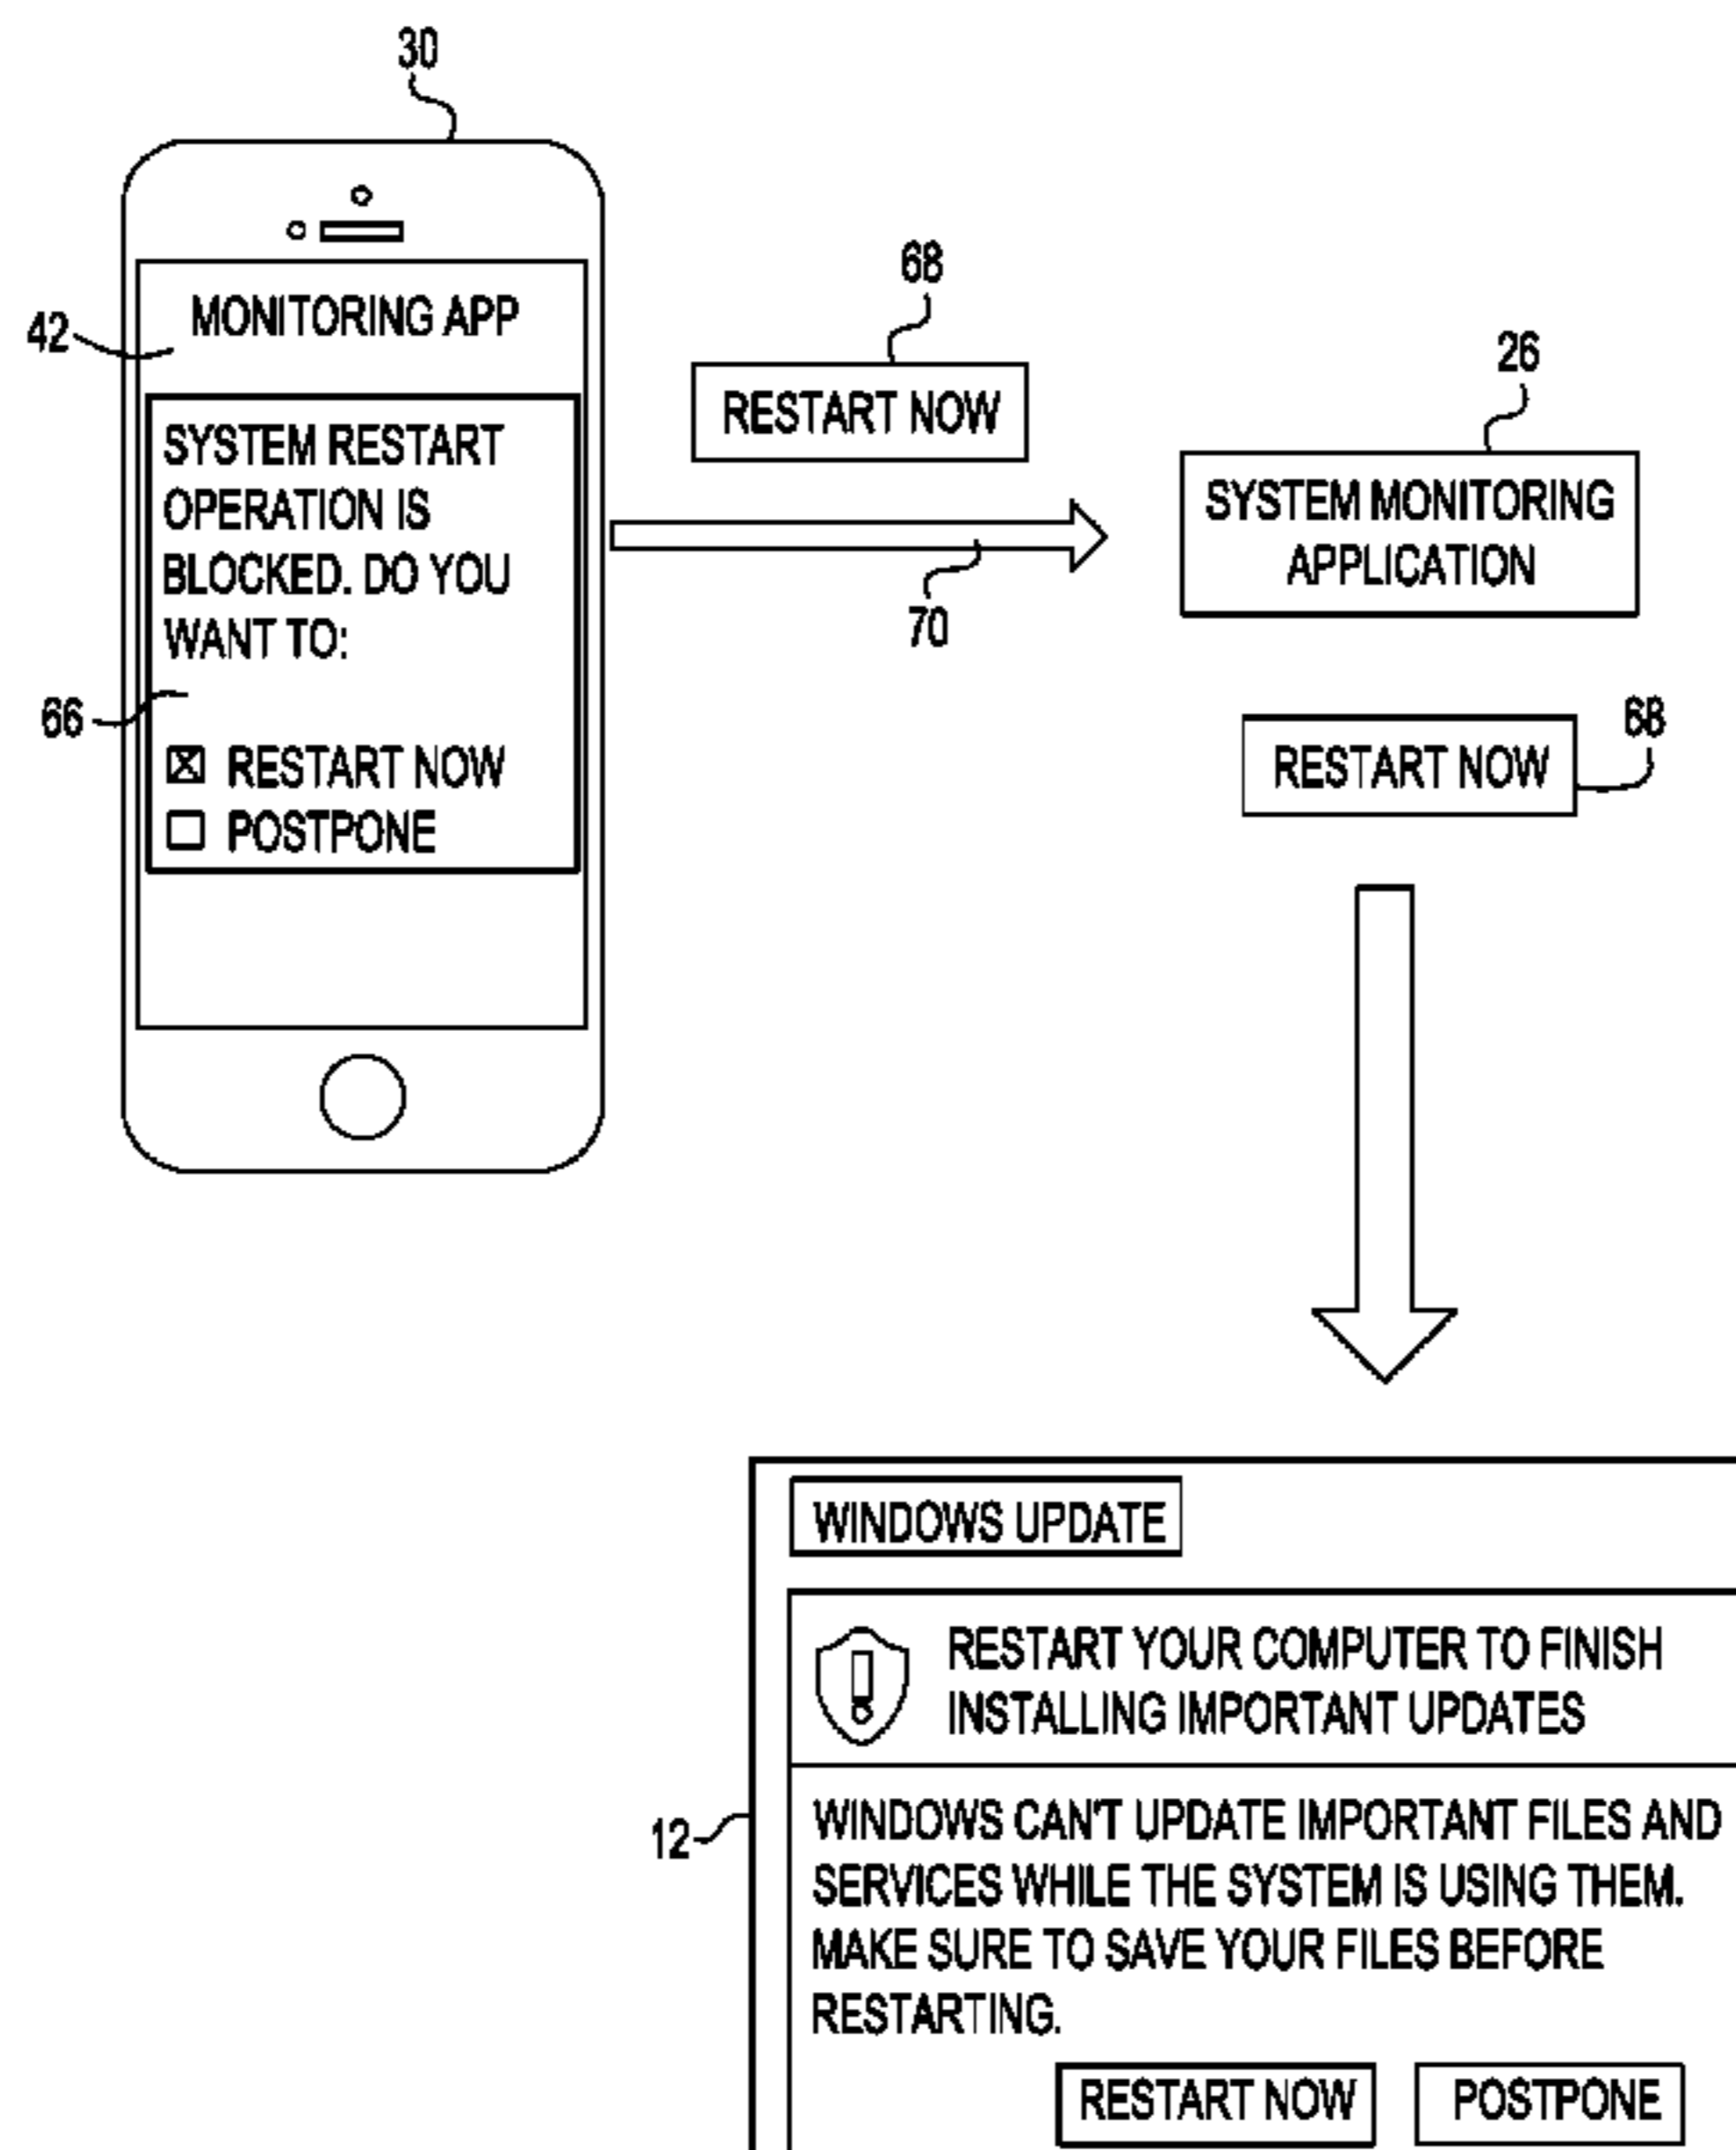 30
MONITORING APP
42
SYSTEM RESTART
OPERATION IS
BLOCKED. DO YOU
WANT TO:
66
RESTART NOW
POSTPONE
68
RESTART NOW
70
26
SYSTEM MONITORING
APPLICATION
RESTART NOW
68
WINDOWS UPDATE
RESTART YOUR COMPUTER TO FINISH
INSTALLING IMPORTANT UPDATES
12
WINDOWS CAN'T UPDATE IMPORTANT FILES AND
SERVICES WHILE THE SYSTEM IS USING THEM.
MAKE SURE TO SAVE YOUR FILES BEFORE
RESTARTING.
RESTART NOW
POSTPONE